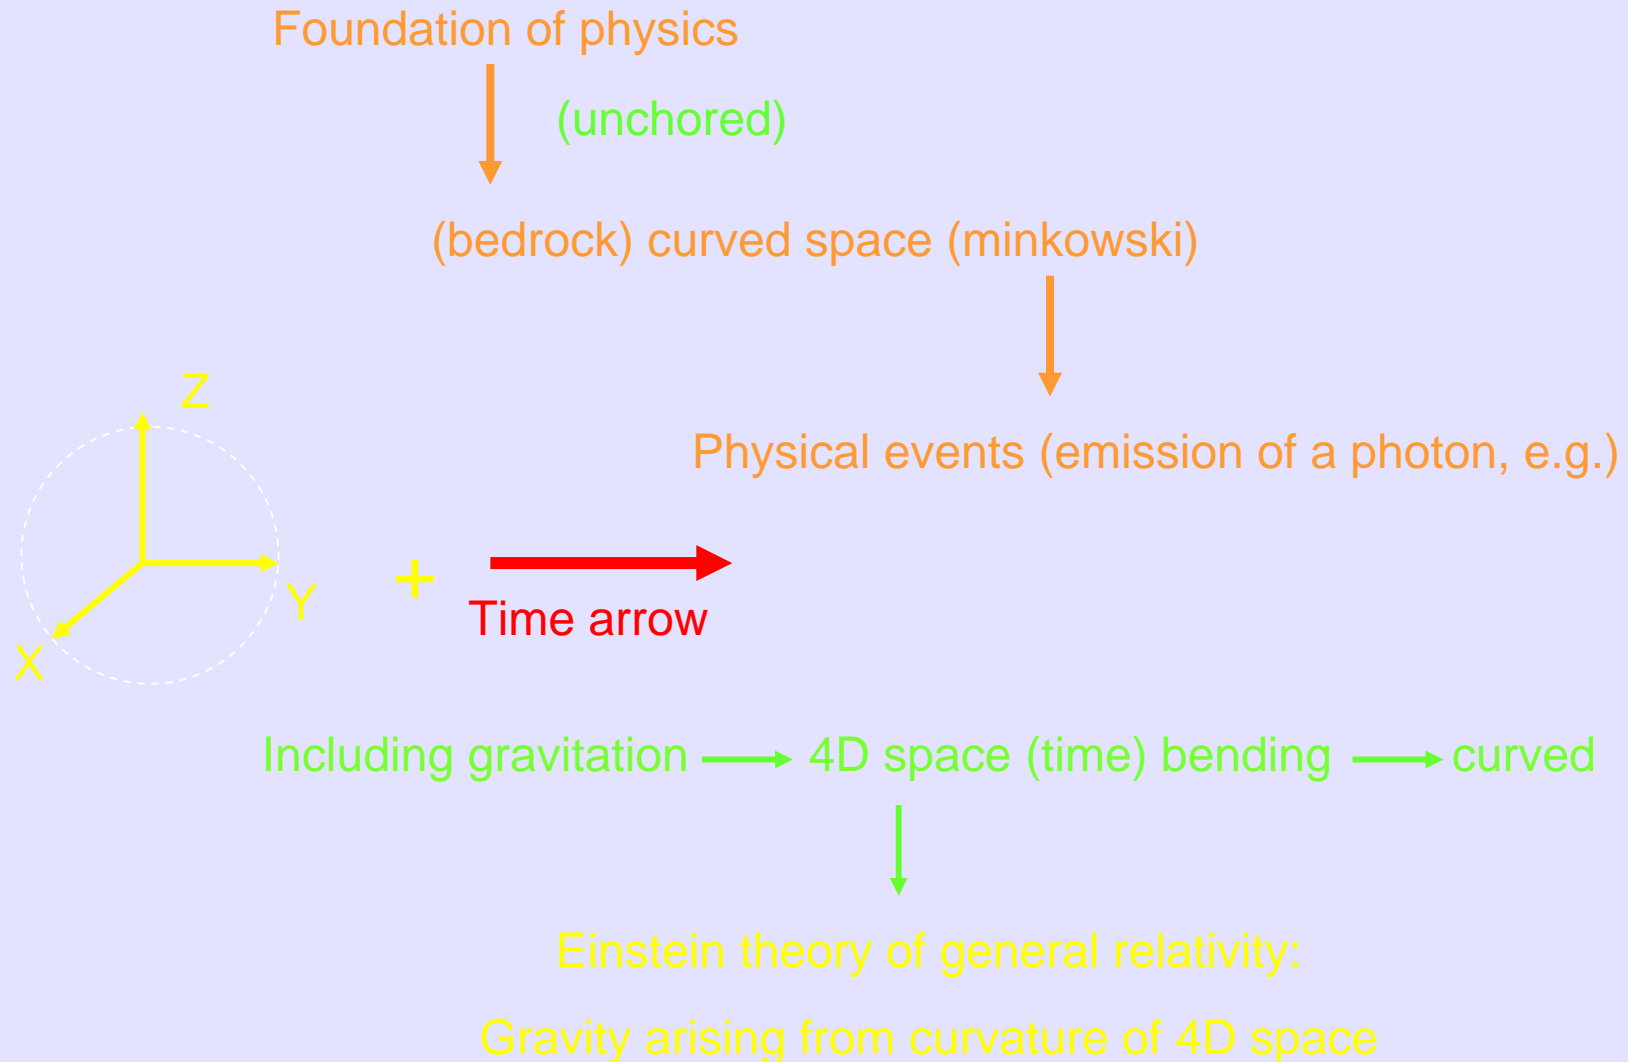 Foundation of physics
(unchored)
(bedrock) curved space (minkowski)
Z
Physical events (emission of a photon, e.g.)
+
Y
Time arrow
X
Including gravitation 4D space (time) bending curved
Einstein theory of general relativity:
Gravity arising from curvature of 4D space